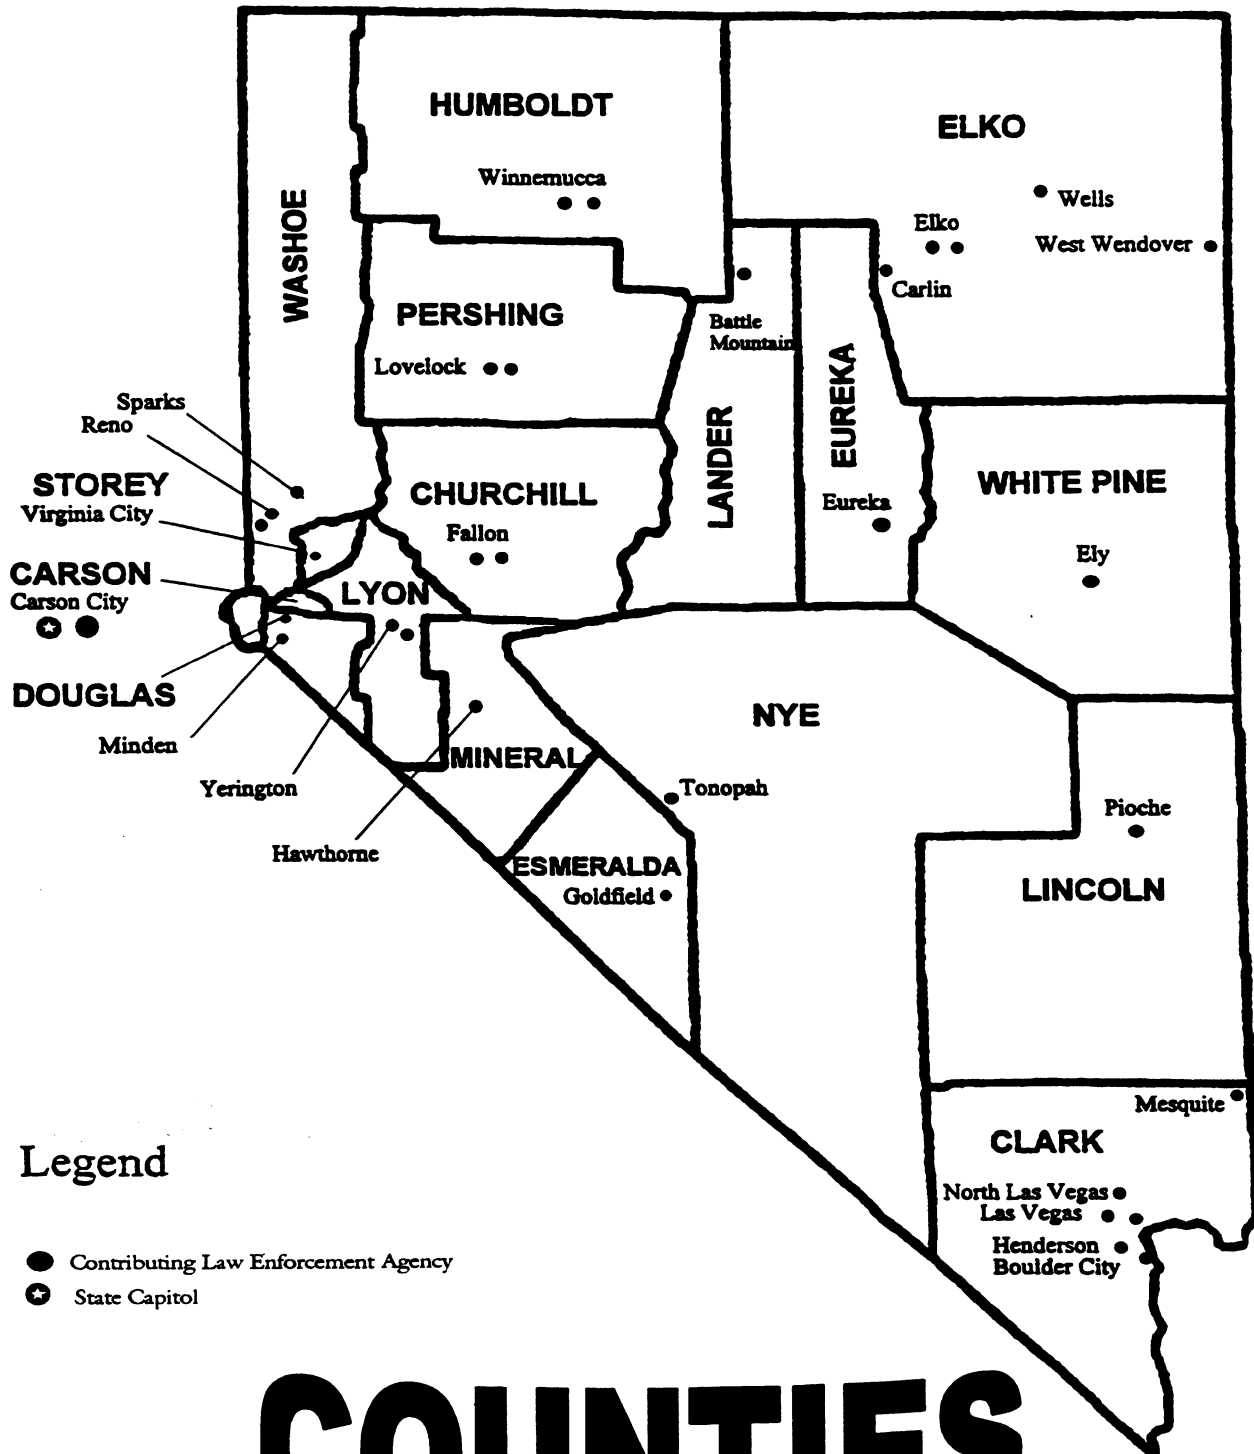 HUMBOLDT
ELKO
Winnemucca
Wells
Elko
West Wendover
WASHOE
Carlin
PERSHING
Battle
Mountain
Lovelock
EUREKA
LANDER
Sparks
Reno
STOREY
Virginia City
CHURCHILL
Fallon
WHITE PINE
Eureka
Ely
CARSON
Carson City
LYON
DOUGLAS
Minden
NYE
MINERAL
Yerington
Tonopah
Pioche
Hawthorne
ESMERALDA
Goldfield
LINCOLN
Mesquite
CLARK
North Las Vegas
Las Vegas
Henderson
Boulder City
Legend
Contributing Law Enforcement Agency
State Capitol
COUNTIES